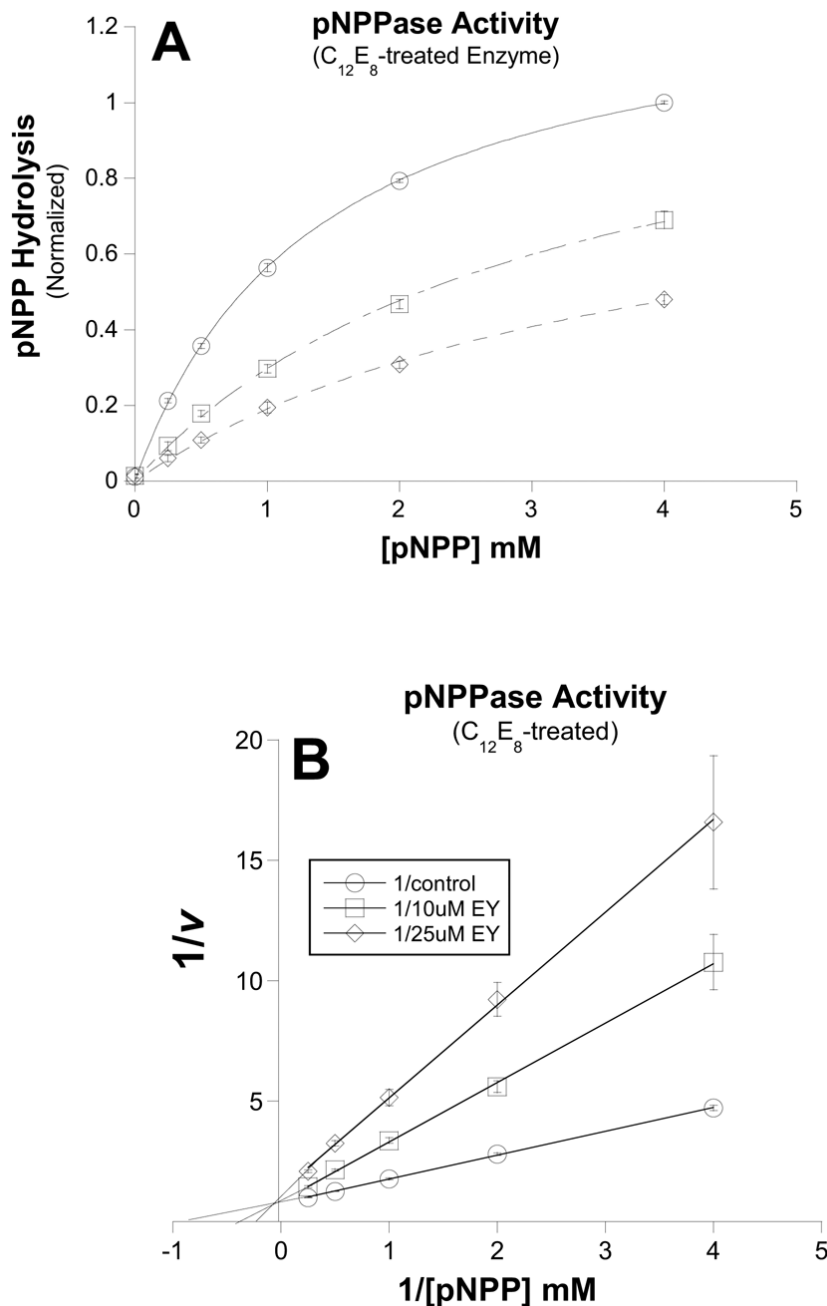 A
pNPPase Activity
(C₁₂E₈-treated Enzyme)
1.2
1
0.8
0.6
0.4
0.2
0
pNPP Hydrolysis
(Normalized)
0 1 2 3 4 5
[pNPP] mM
pNPPase Activity
(C₁₂E₈-treated)
B
20
15
10
5
1/v
1/control
1/10uM EY
1/25uM EY
-1 0 1 2 3 4 5
1/[pNPP] mM